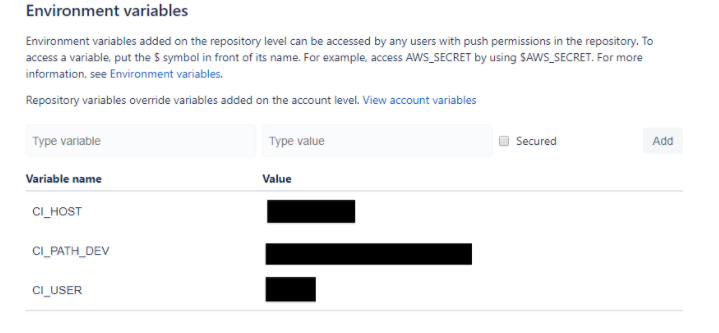 Environment variables
Environment variables added on the repository level can be accessed by any users with push permissions in the repository. To
access a variable, put the $ symbol in front of its name. For example, access AWS_SECRET by using $AWS_SECRET. For more
information, see Environment variables.
Repository variables override variables added on the account level. View account variables
Type variable Type value Secured Add
Variable name Value
CI_HOST
CI_PATH_DEV
CI_USER